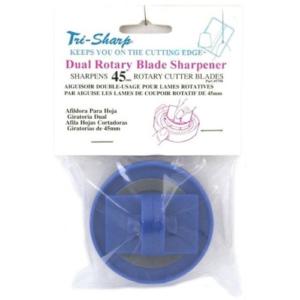 Tri-Sharp
KEEPS YOU ON THE CUTTING EDGE
Dual Rotary Blade Sharpener
SHARPENS 45mm ROTARY CUTTER BLADES
AIGUISOIR DOUBLE-USAGE POUR LAMES ROTATIVES
PAR AIGUISE LES LAMES DE COUPOIR ROTATIF DE 45mm
Afiladora Para Hoja
Giratoria Dual
Afila Hojas Cortadoras
Giratorias de 45mm